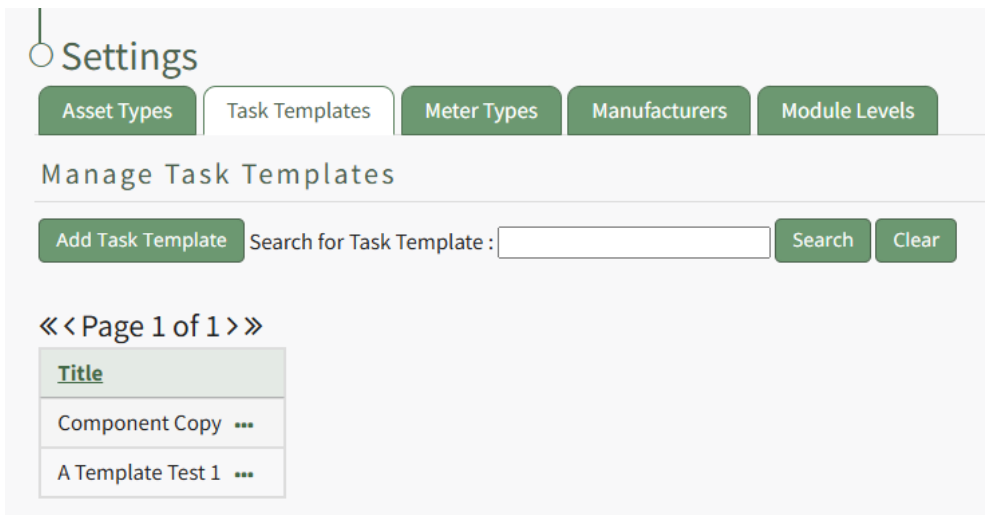 Settings
Asset Types Task Templates Meter Types Manufacturers Module Levels
Manage Task Templates
Add Task Template Search for Task Template : Search Clear
«‹ Page 1 of 1 › »
Title
Component Copy •••
A Template Test 1 •••